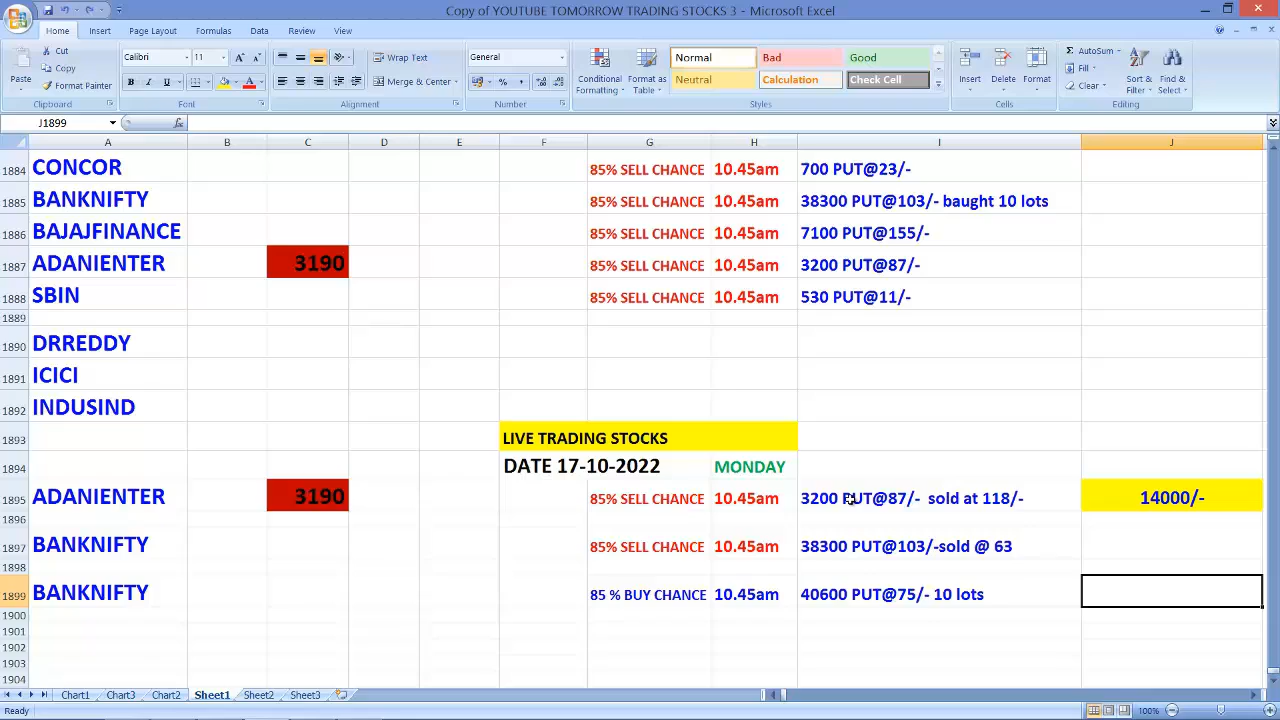 Copy of YOUTUBE TOMORROW TRADING STOCKS 3 - Microsoft Excel
Home Insert Page Layout Formulas Data Review View
Paste Cut Copy Format Painter Clipboard
Calibri 11 B I U Font
Wrap Text Merge & Center Alignment
General % , Number
Conditional Formatting Format as Table Normal Bad Good Neutral Calculation Check Cell Styles
Insert Delete Format Cells
AutoSum Fill Clear Sort & Filter Find & Select Editing
J1899 fx
A B C D E F G H I J
1884 CONCOR 85% SELL CHANCE 10.45am 700 PUT@23/-
1885 BANKNIFTY 85% SELL CHANCE 10.45am 38300 PUT@103/- baught 10 lots
1886 BAJAJFINANCE 85% SELL CHANCE 10.45am 7100 PUT@155/-
1887 ADANIENTER 3190 85% SELL CHANCE 10.45am 3200 PUT@87/-
1888 SBIN 85% SELL CHANCE 10.45am 530 PUT@11/-
1889
1890 DRREDDY
1891 ICICI
1892 INDUSIND
1893 LIVE TRADING STOCKS
1894 DATE 17-10-2022 MONDAY
1895 ADANIENTER 3190 85% SELL CHANCE 10.45am 3200 PUT@87/- sold at 118/- 14000/-
1896
1897 BANKNIFTY 85% SELL CHANCE 10.45am 38300 PUT@103/-sold @ 63
1898
1899 BANKNIFTY 85 % BUY CHANCE 10.45am 40600 PUT@75/- 10 lots
1900
1901
1902
1903
1904
Chart1 Chart3 Chart2 Sheet1 Sheet2 Sheet3
Ready 100%